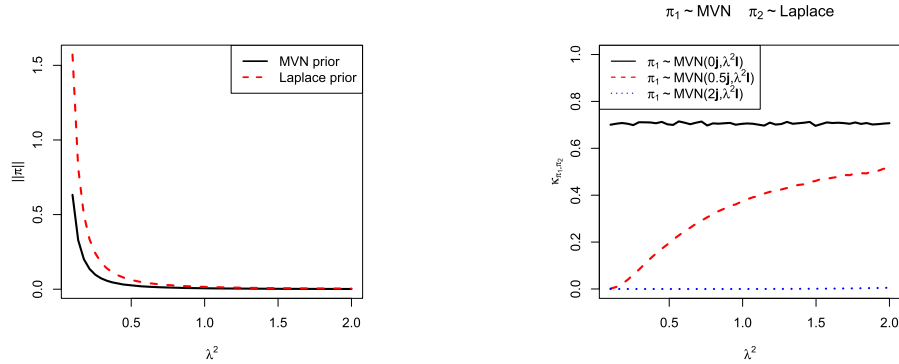 π₁ ~ MVN π₂ ~ Laplace
MVN prior
Laplace prior
||π||
0.0
0.5
1.0
1.5
0.5
1.0
1.5
2.0
λ²
π₁ ~ MVN(0j,λ²I)
π₁ ~ MVN(0.5j,λ²I)
π₁ ~ MVN(2j,λ²I)
κπ₁,π₂
0.0
0.2
0.4
0.6
0.8
1.0
0.5
1.0
1.5
2.0
λ²